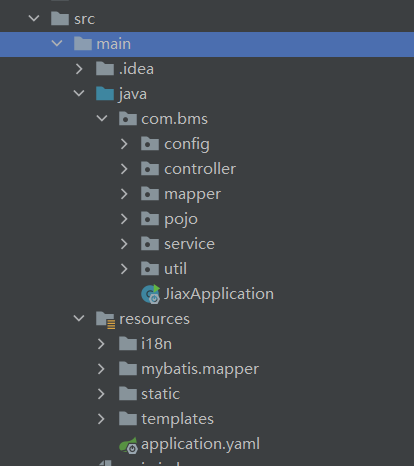 src
main
.idea
java
com.bms
config
controller
mapper
pojo
service
util
JiaxApplication
resources
i18n
mybatis.mapper
static
templates
application.yaml